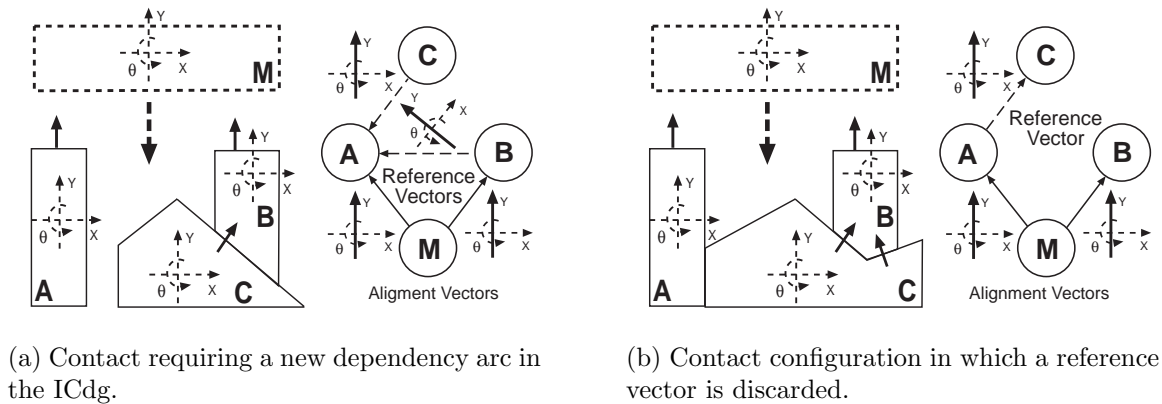 Y
θ
X
M
Y
θ
X
A
Y
θ
X
B
Y
θ
X
C
Y
θ
X
C
Y
θ
X
A
B
Reference
Vectors
Y
θ
X
Y
θ
X
M
Aligment Vectors
Y
θ
X
M
Y
θ
X
A
Y
θ
X
B
Y
θ
X
C
Y
θ
X
C
Reference
Vector
A
B
Y
θ
X
Y
θ
X
M
Alignment Vectors
(a) Contact requiring a new dependency arc in
the ICdg.
(b) Contact configuration in which a reference
vector is discarded.